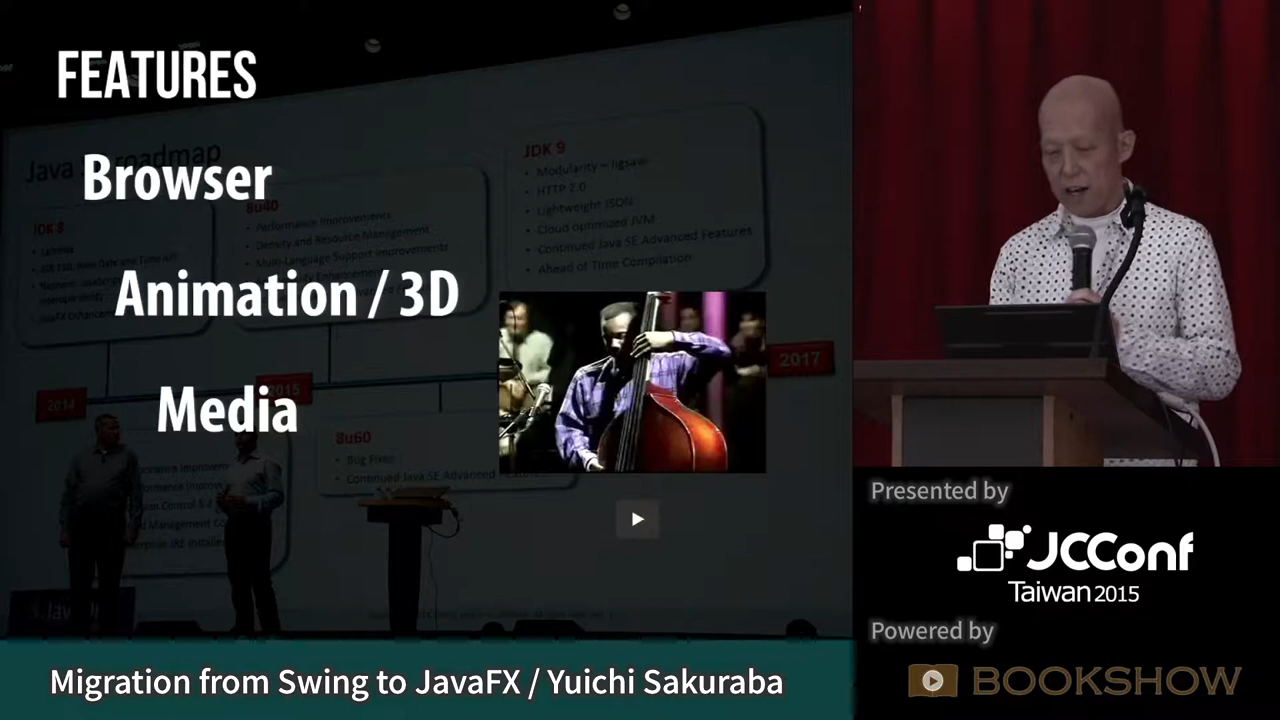 FEATURES
Browser
Animation / 3D
Media
Java S roadmap
JDK 8
8u40
Performance Improvements
Density and Resource Management
Multi-Language Support Improvements
JDK 9
Modularity – Jigsaw
HTTP 2.0
Lightweight JSON
Cloud optimized JVM
Continued Java SE Advanced Features
Ahead of Time Compilation
2014
2015
2017
8u60
Bug Fixes
Continued Java SE Advanced
Presented by
JCConf
Taiwan 2015
Powered by
BOOKSHOW
Migration from Swing to JavaFX / Yuichi Sakuraba